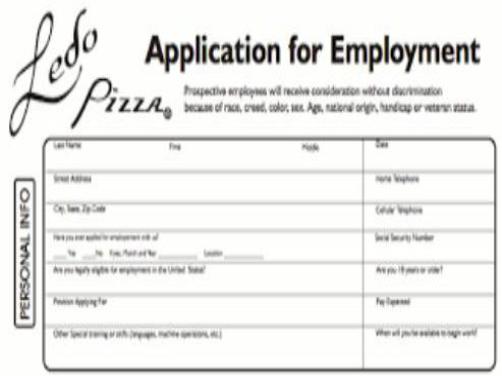 Ledo
Pizza®
Application for Employment
Prospective employees will receive consideration without discrimination
because of race, creed, color, sex. Age, national origin, handicap or veteran status.
PERSONAL INFO
Last Name First Middle Date
Street Address Home Telephone
City, State, Zip Code Cellular Telephone
Have you ever applied for employment with us? Social Security Number
____ Yes ____ No If yes, Month and Year ________ Location ________
Are you legally eligible for employment in the United States? Are you 18 years or older?
Position Applying For Pay Expected
Other Special training or skills (languages, machine operations, etc.) When will you be available to begin work?